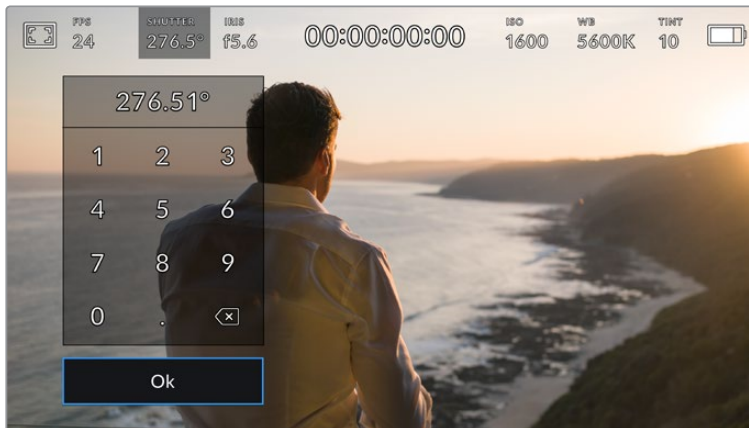 FPS
24
SHUTTER
276.5°
IRIS
f5.6
00:00:00:00
ISO
1600
WB
5600K
TINT
10
276.51°
1 2 3
4 5 6
7 8 9
0 .
Ok